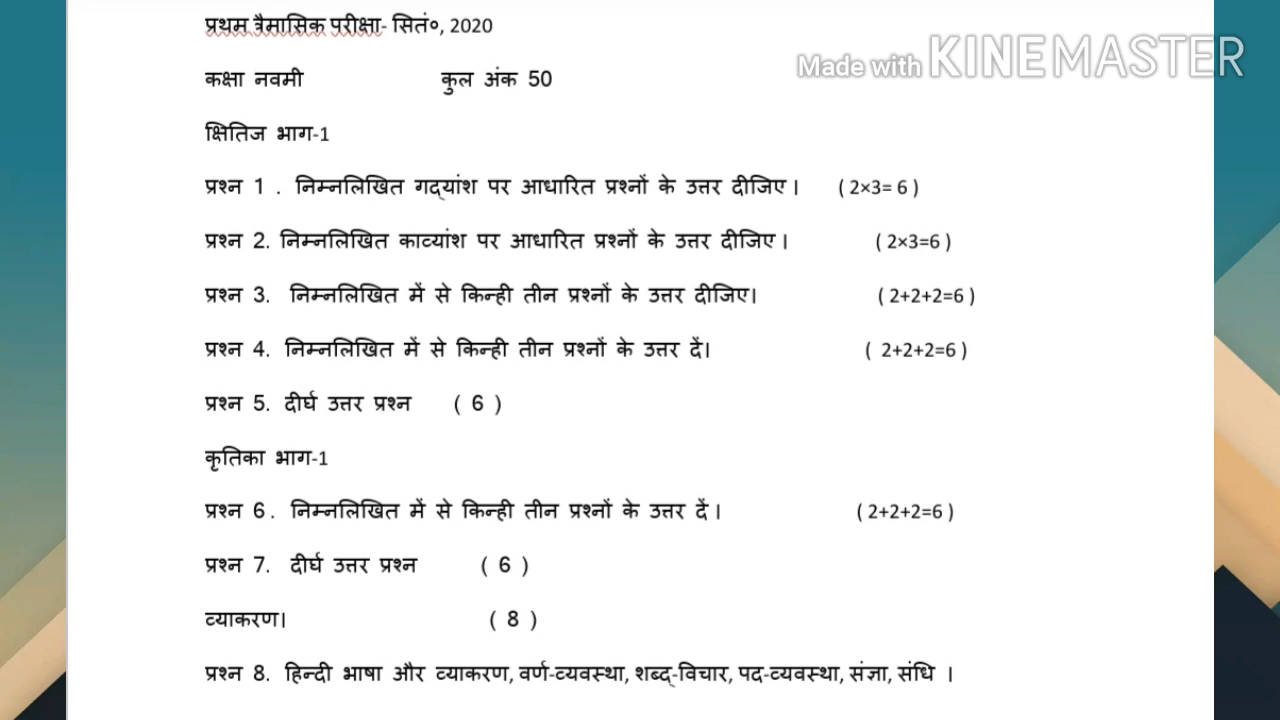 प्रथम त्रैमासिक परीक्षा- सितं०, 2020
Made with KINEMASTER
कक्षा नवमी कुल अंक 50
क्षितिज भाग-1
प्रश्न 1 . निम्नलिखित गद्‌यांश पर आधारित प्रश्नों के उत्तर दीजिए । ( 2×3= 6 )
प्रश्न 2. निम्नलिखित काव्यांश पर आधारित प्रश्नों के उत्तर दीजिए । ( 2×3=6 )
प्रश्न 3. निम्नलिखित में से किन्ही तीन प्रश्नों के उत्तर दीजिए। ( 2+2+2=6 )
प्रश्न 4. निम्नलिखित में से किन्ही तीन प्रश्नों के उत्तर दें। ( 2+2+2=6 )
प्रश्न 5. दीर्घ उत्तर प्रश्न ( 6 )
कृतिका भाग-1
प्रश्न 6 . निम्नलिखित में से किन्ही तीन प्रश्नों के उत्तर दें । ( 2+2+2=6 )
प्रश्न 7. दीर्घ उत्तर प्रश्न ( 6 )
व्याकरण। ( 8 )
प्रश्न 8. हिन्दी भाषा और व्याकरण, वर्ण-व्यवस्था, शब्द्-विचार, पद-व्यवस्था, संज्ञा, संधि ।